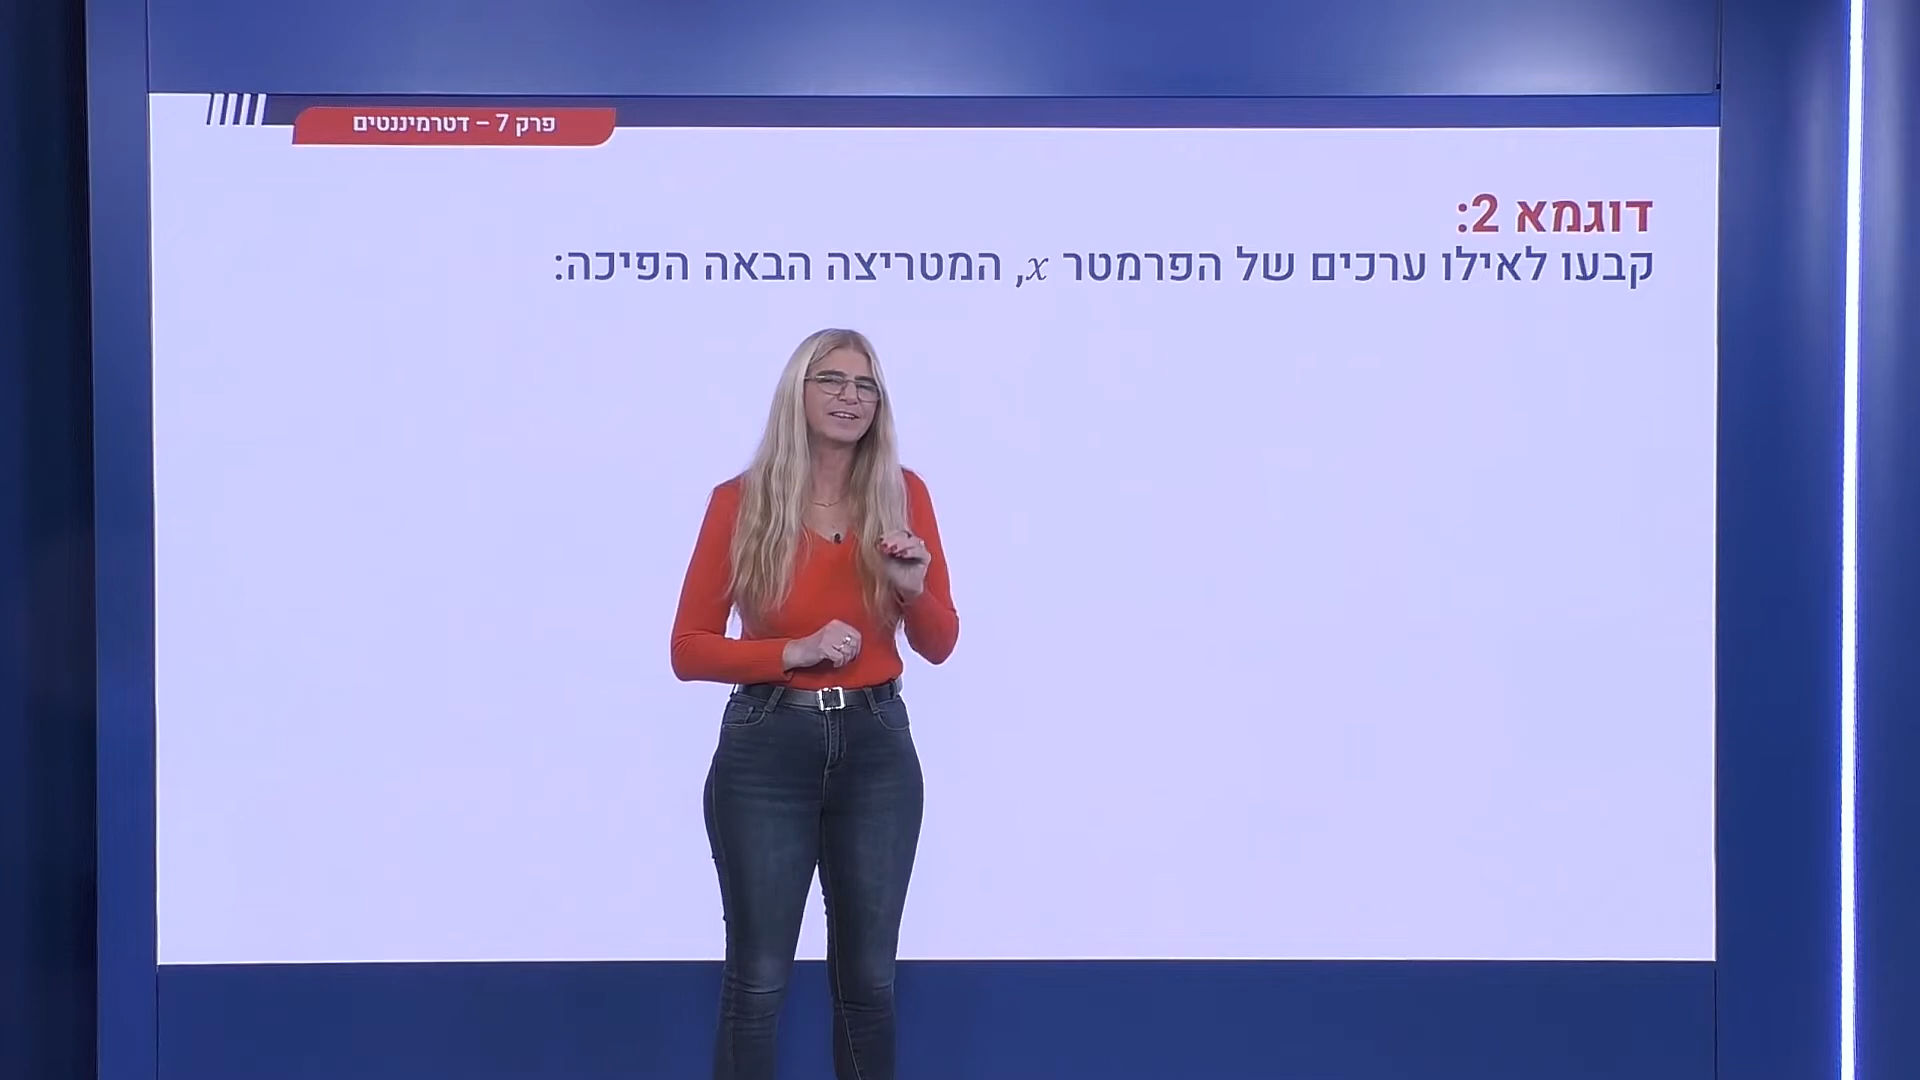 פרק 7 – דטרמיננטים
דוגמא 2:
קבעו לאילו ערכים של הפרמטר x, המטריצה הבאה הפיכה: